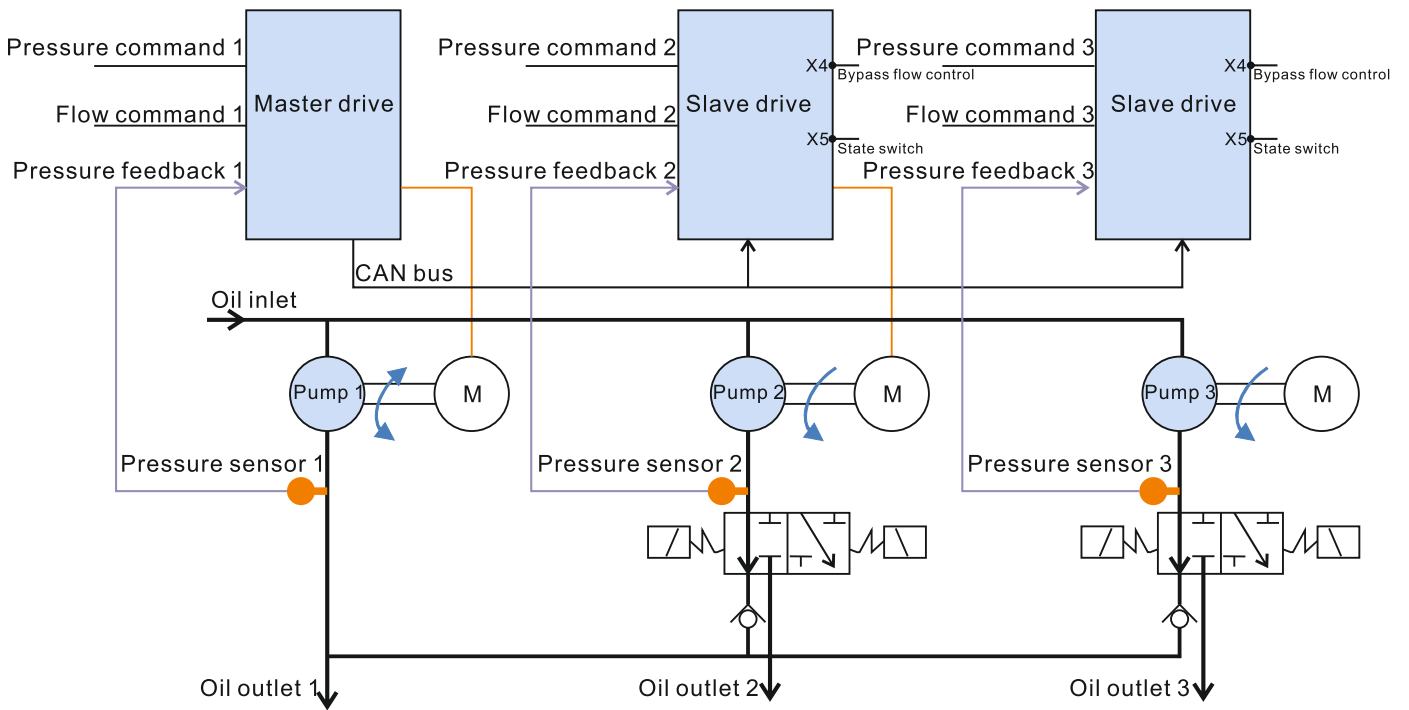 Pressure command 1
Flow command 1
Pressure feedback 1
Master drive
Pressure command 2
Flow command 2
Pressure feedback 2
Slave drive
X4
Bypass flow control
X5
State switch
Pressure command 3
Flow command 3
Pressure feedback 3
Slave drive
X4
Bypass flow control
X5
State switch
CAN bus
Oil inlet
Pump 1
M
Pump 2
M
Pump 3
M
Pressure sensor 1
Pressure sensor 2
Pressure sensor 3
Oil outlet 1
Oil outlet 2
Oil outlet 3